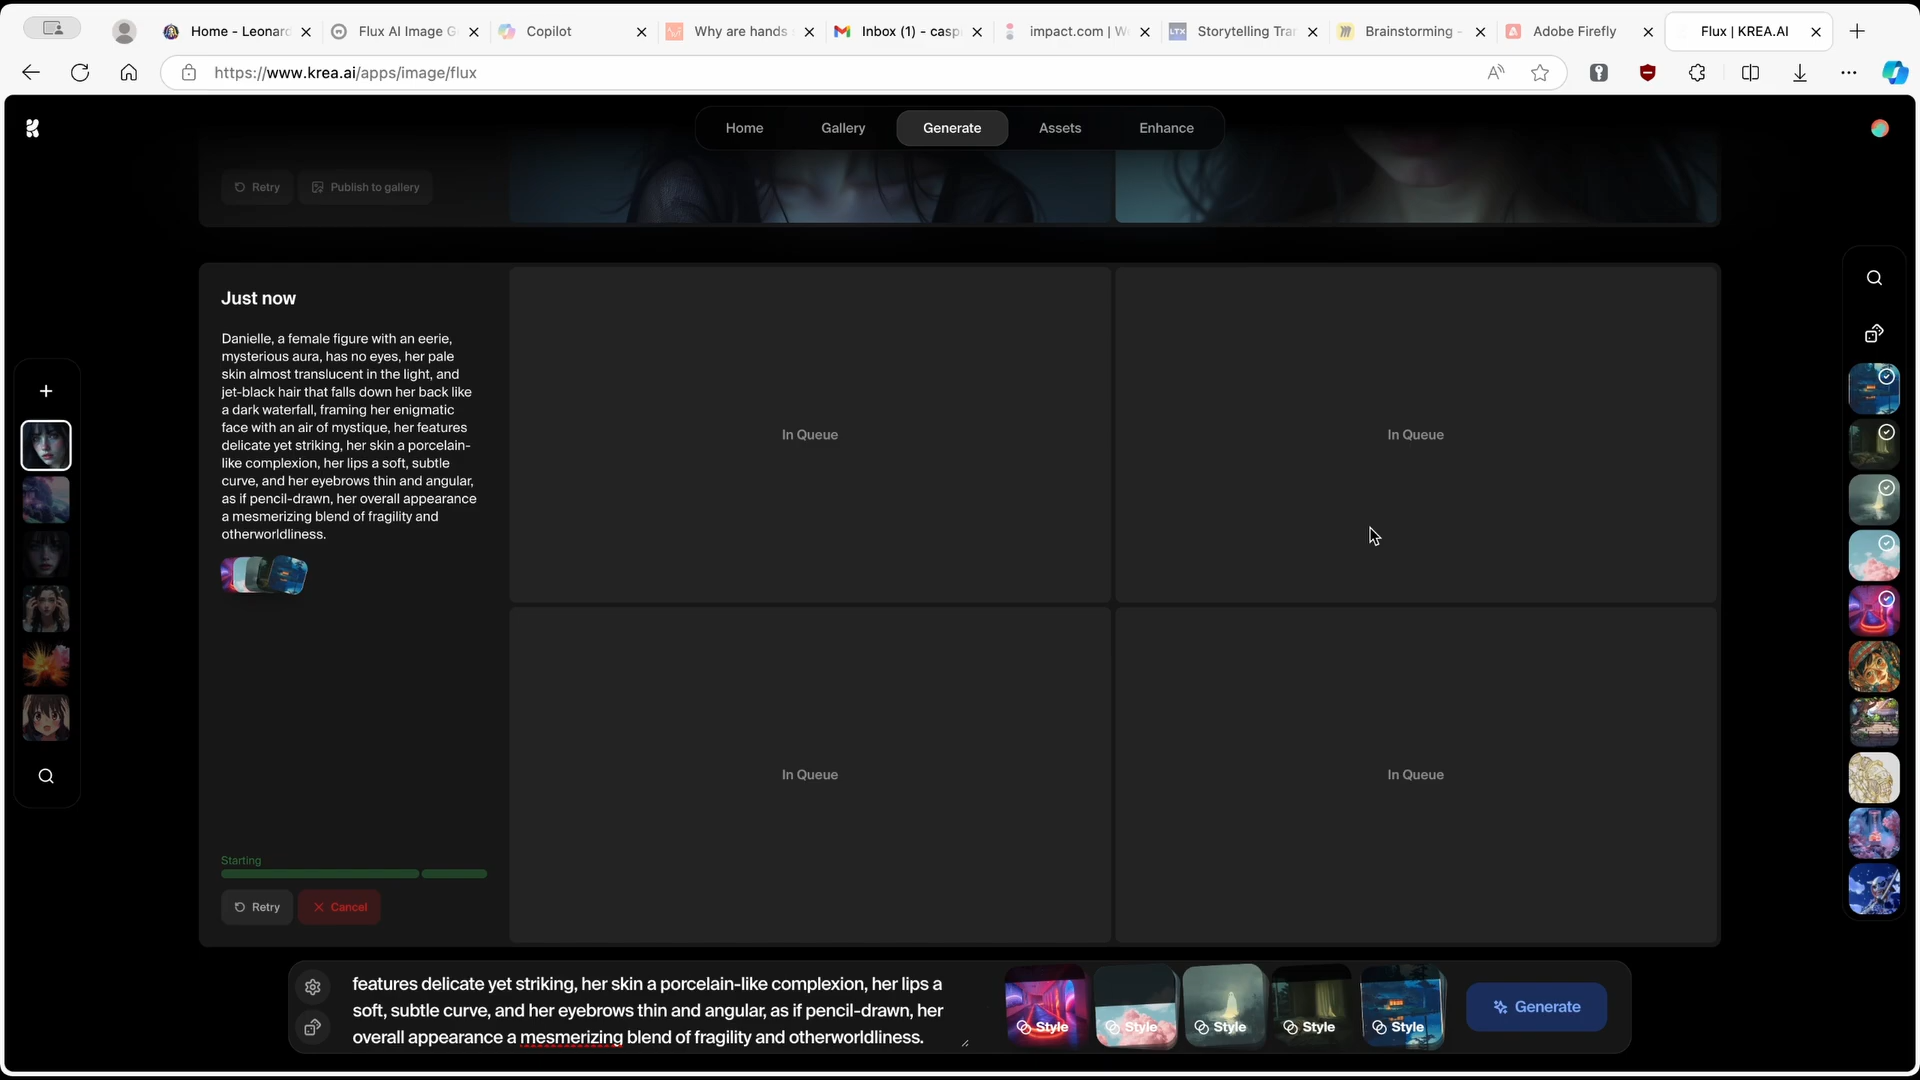 Home - Leonard
Flux AI Image G
Copilot
Why are hands s
Inbox (1) - casp
impact.com | We
LTX
Storytelling Tran
Brainstorming -
Adobe Firefly
Flux | KREA.AI
https://www.krea.ai/apps/image/flux
Home
Gallery
Generate
Assets
Enhance
Retry
Publish to gallery
Just now
Danielle, a female figure with an eerie,
mysterious aura, has no eyes, her pale
skin almost translucent in the light, and
jet-black hair that falls down her back like
a dark waterfall, framing her enigmatic
face with an air of mystique, her features
delicate yet striking, her skin a porcelain-
like complexion, her lips a soft, subtle
curve, and her eyebrows thin and angular,
as if pencil-drawn, her overall appearance
a mesmerizing blend of fragility and
otherworldliness.
In Queue
In Queue
In Queue
In Queue
Starting
Retry
Cancel
features delicate yet striking, her skin a porcelain-like complexion, her lips a
soft, subtle curve, and her eyebrows thin and angular, as if pencil-drawn, her
overall appearance a mesmerizing blend of fragility and otherworldliness.
Style
Style
Style
Style
Style
Generate